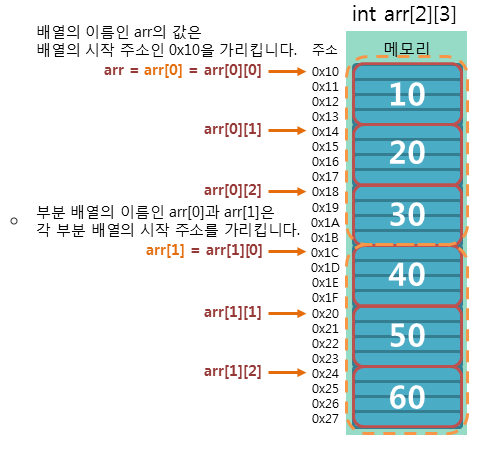 int arr[2][3]
배열의 이름인 arr의 값은
배열의 시작 주소인 0x10을 가리킵니다.
주소
메모리
arr = arr[0] = arr[0][0]
0x10
0x11
0x12
0x13
10
arr[0][1]
0x14
0x15
0x16
0x17
20
arr[0][2]
0x18
0x19
0x1A
0x1B
30
부분 배열의 이름인 arr[0]과 arr[1]은
각 부분 배열의 시작 주소를 가리킵니다.
arr[1] = arr[1][0]
0x1C
0x1D
0x1E
0x1F
40
arr[1][1]
0x20
0x21
0x22
0x23
50
arr[1][2]
0x24
0x25
0x26
0x27
60